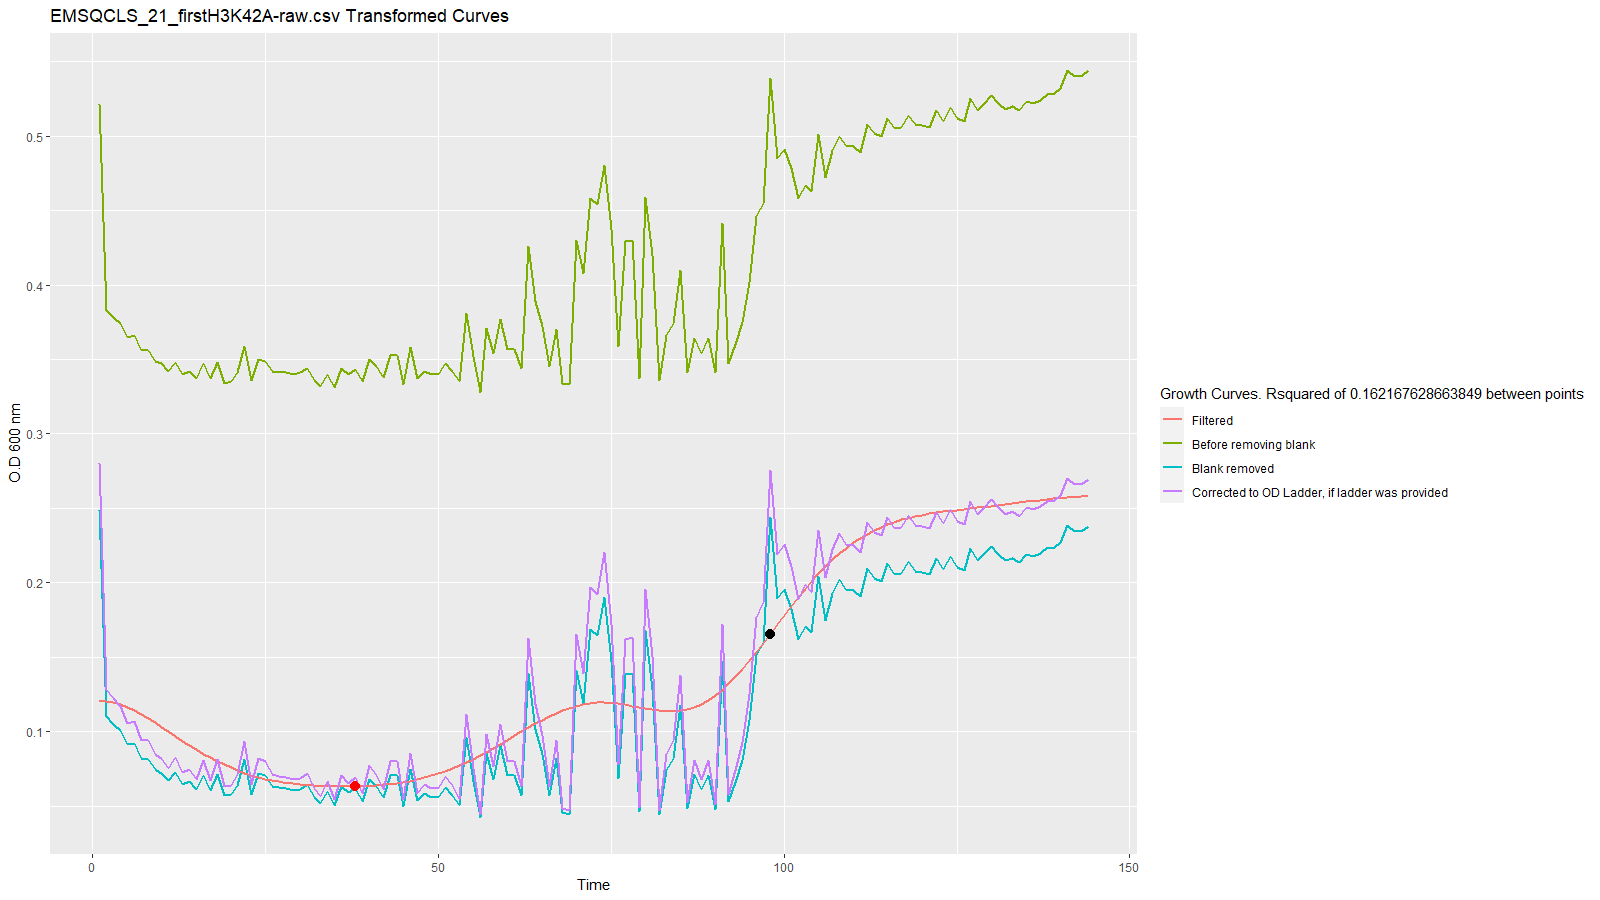 EMSQCLS_21_firstH3K42A-raw.csv Transformed Curves
O.D 600 nm
0.5
0.4
0.3
0.2
0.1
0
50
100
150
Time
Growth Curves. Rsquared of 0.162167628663849 between points
Filtered
Before removing blank
Blank removed
Corrected to OD Ladder, if ladder was provided